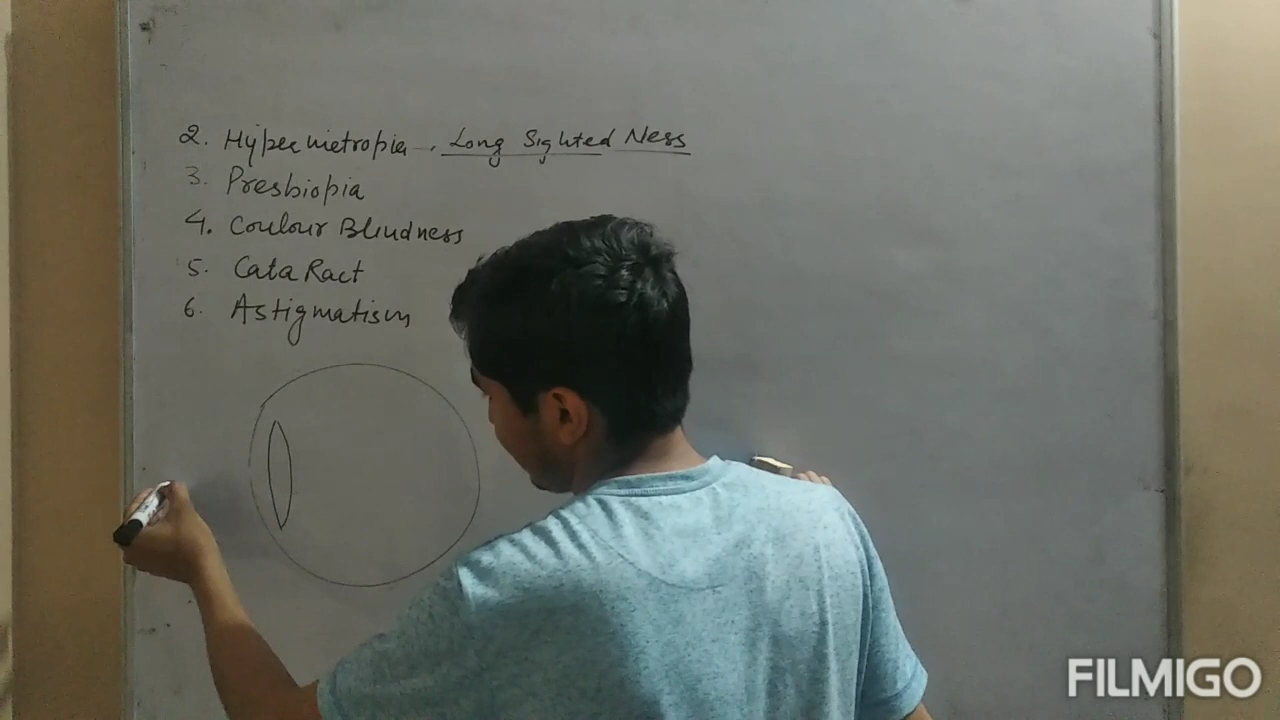 2. Hypermetropia . Long Sighted Ness
3. Presbiopia
4. Coulour Blindness
5. Cata Ract
6. Astigmatism
FILMIGO